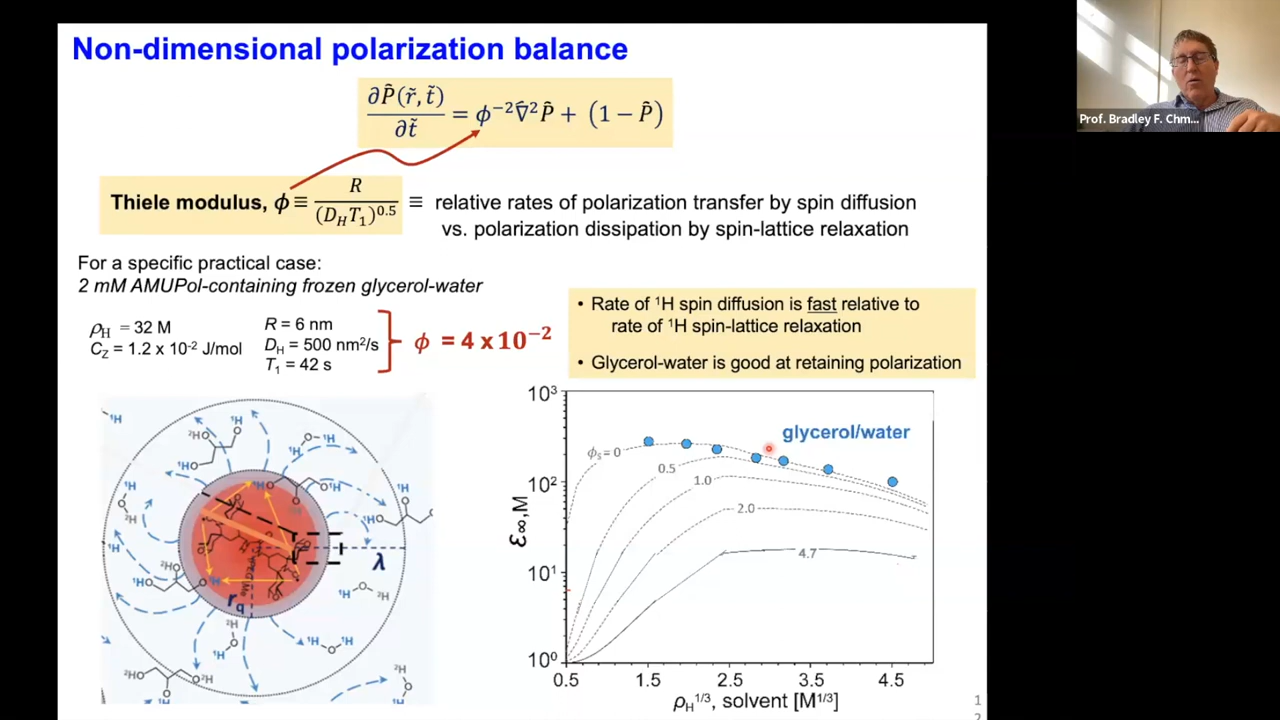 Non-dimensional polarization balance
∂P̂(r̃, t̃)/∂t̃ = ϕ⁻²∇̃²P̂ + (1 − P̂)
Thiele modulus, ϕ ≡ R/(D_H T₁)^0.5 ≡ relative rates of polarization transfer by spin diffusion
vs. polarization dissipation by spin-lattice relaxation
For a specific practical case:
2 mM AMUPol-containing frozen glycerol-water
ρ_H = 32 M
C_Z = 1.2 x 10⁻² J/mol
R = 6 nm
D_H = 500 nm²/s
T₁ = 42 s
ϕ = 4 x 10⁻²
• Rate of ¹H spin diffusion is fast relative to
rate of ¹H spin-lattice relaxation
• Glycerol-water is good at retaining polarization
λ
r_q
glycerol/water
ϕ_s = 0
0.5
1.0
2.0
4.7
ε∞,M
10³
10²
10¹
10⁰
0.5 1.5 2.5 3.5 4.5
ρ_H^1/3, solvent [M^1/3]
1
2
Prof. Bradley F. Chm...